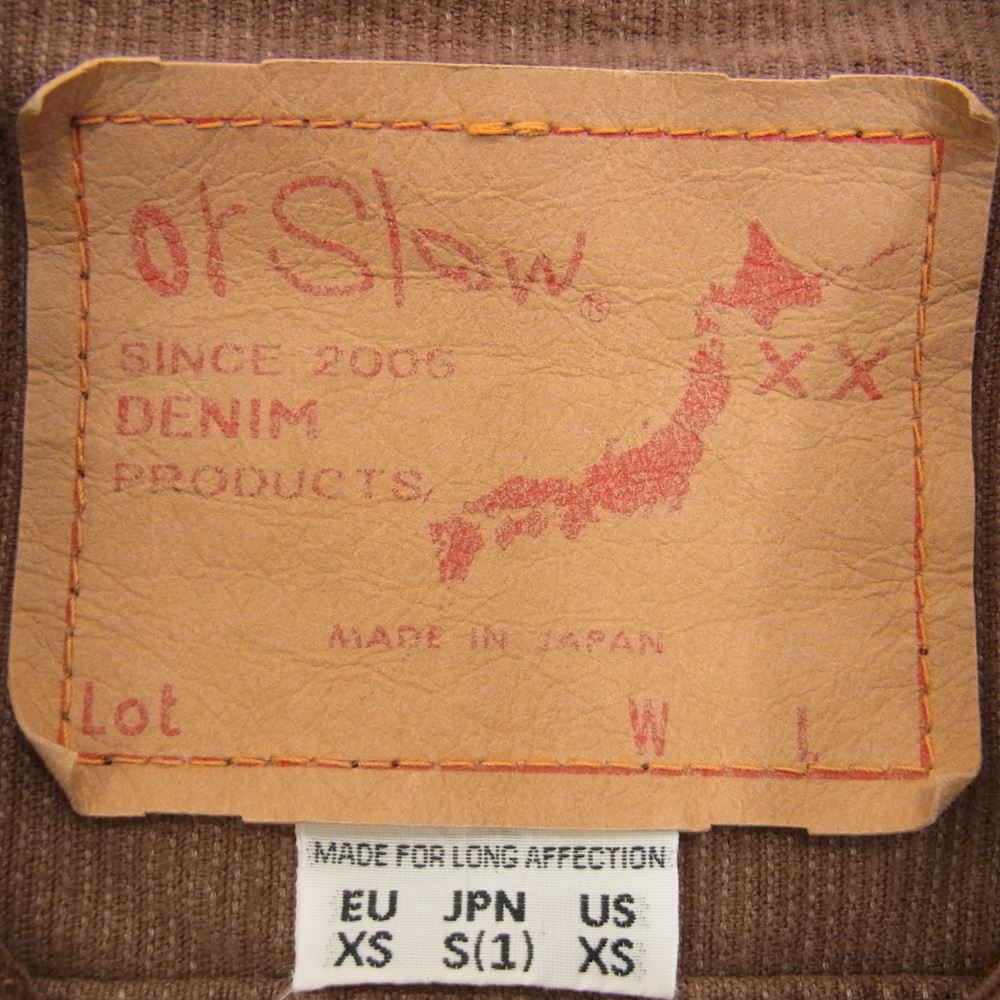 orSlow®
SINCE 2005
DENIM
PRODUCTS,
XX
MADE IN JAPAN
Lot W L
MADE FOR LONG AFFECTION
EU JPN US
XS S(1) XS